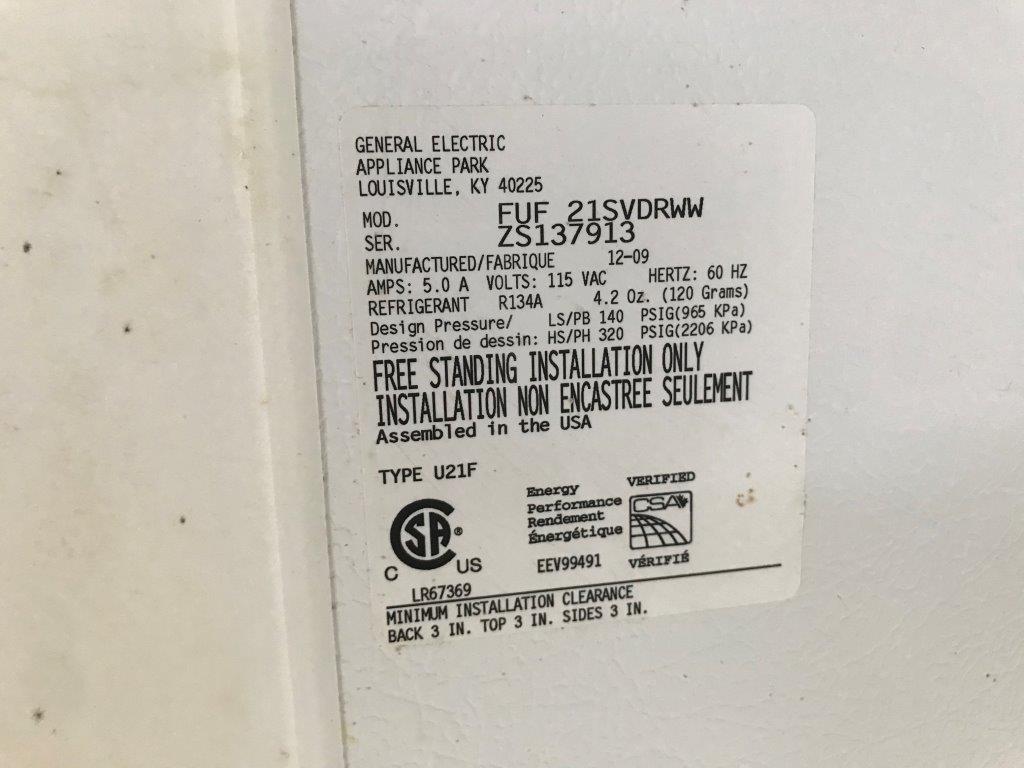 GENERAL ELECTRIC
APPLIANCE PARK
LOUISVILLE, KY 40225
MOD. FUF 21SVDRWW
SER. ZS137913
MANUFACTURED/FABRIQUE 12-09
AMPS: 5.0 A VOLTS: 115 VAC HERTZ: 60 HZ
REFRIGERANT R134A 4.2 Oz. (120 Grams)
Design Pressure/ LS/PB 140 PSIG(965 KPa)
Pression de dessin: HS/PH 320 PSIG(2206 KPa)
FREE STANDING INSTALLATION ONLY
INSTALLATION NON ENCASTREE SEULEMENT
Assembled in the USA
TYPE U21F
C SA® US
LR67369
Energy
Performance
Rendement
Énergétique
EEV99491
VERIFIED
CSA
VÉRIFIÉ
MINIMUM INSTALLATION CLEARANCE
BACK 3 IN. TOP 3 IN. SIDES 3 IN.